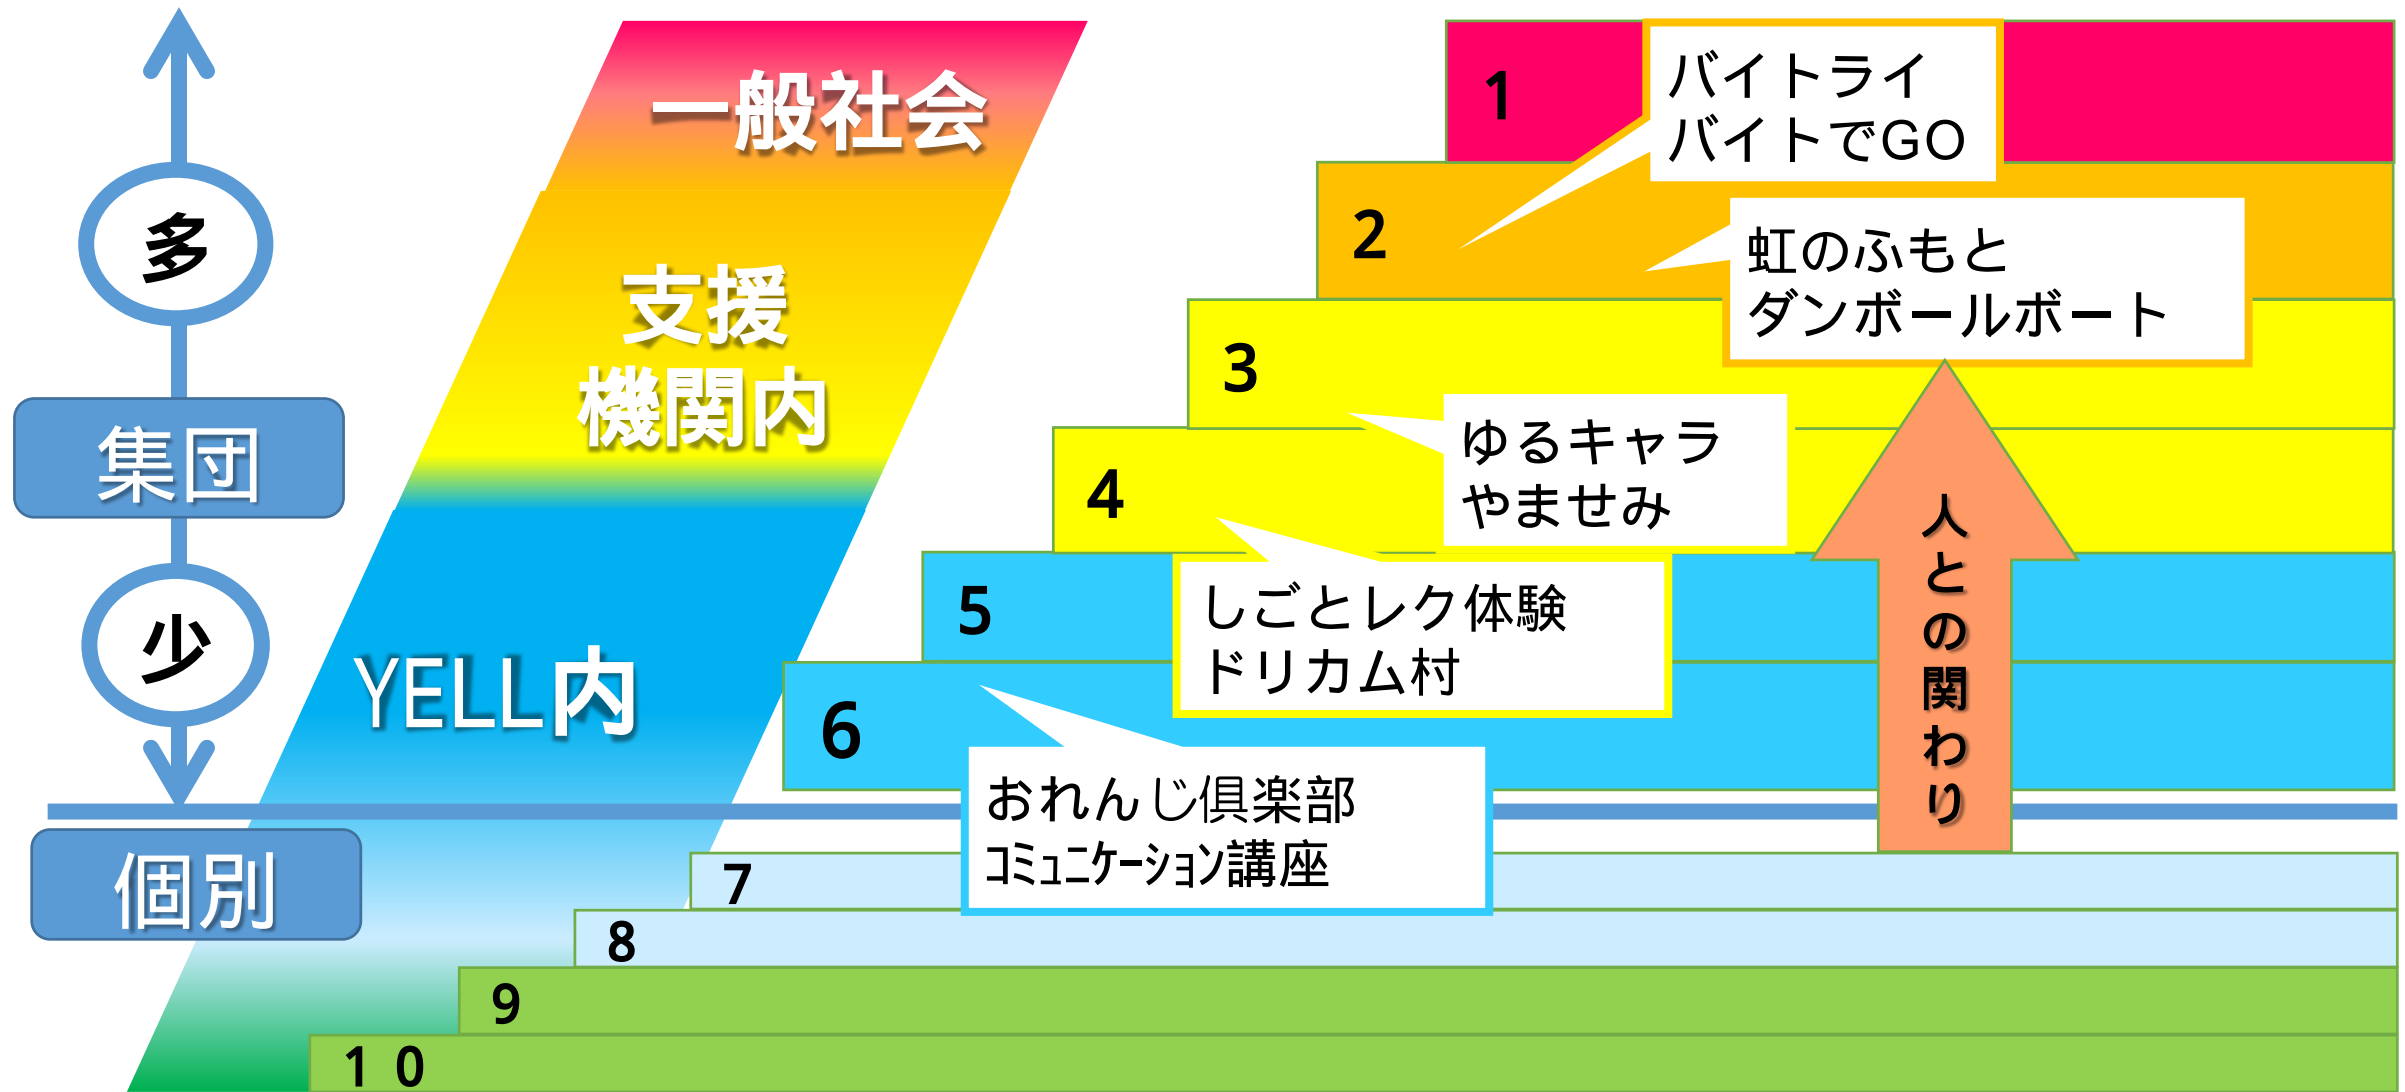 多
集団
少
個別
一般社会
支援
機関内
YELL内
1
バイトライ
バイトでGO
2
虹のふもと
ダンボールボート
3
ゆるキャラ
やませみ
4
しごとレク体験
ドリカム村
5
6
おれんじ倶楽部
ｺﾐｭﾆｹｰｼｮﾝ講座
人との関わり
7
8
9
１０